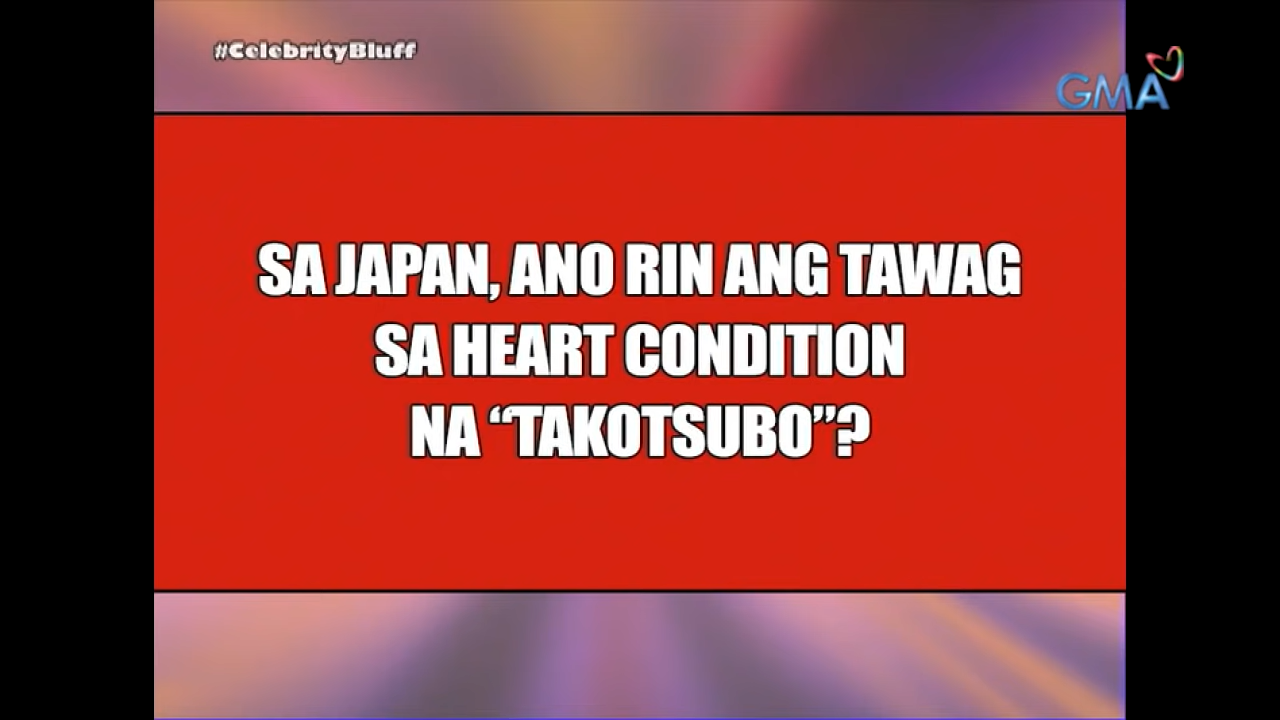 #CelebrityBluff
GMA
SA JAPAN, ANO RIN ANG TAWAG
SA HEART CONDITION
NA “TAKOTSUBO”?